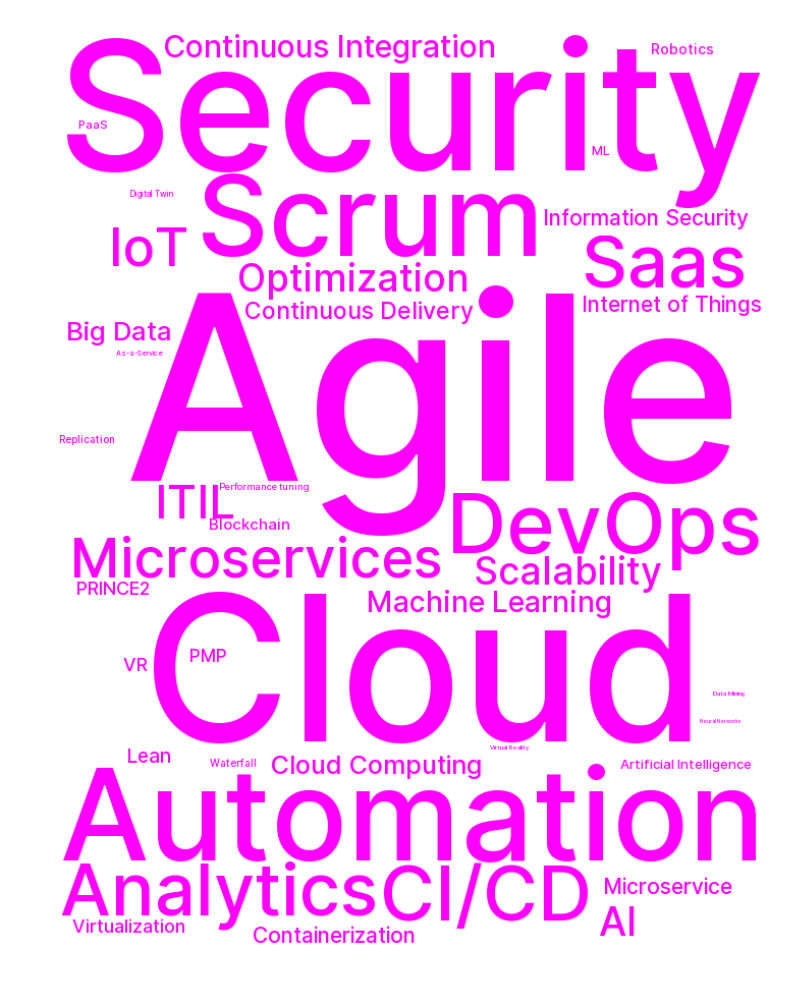 Continuous Integration
Robotics
Security
PaaS
ML
Digital Twin
Scrum
Information Security
IoT
Saas
Optimization
Continuous Delivery
Internet of Things
Big Data
As-a-Service
Agile
Replication
Performance tuning
ITIL
Blockchain
DevOps
Microservices
Scalability
PRINCE2
Machine Learning
Cloud
PMP
VR
Data Mining
Neural Networks
Virtual Reality
Lean
Waterfall
Cloud Computing
Artificial Intelligence
Automation
Analytics
CI/CD
Microservice
AI
Virtualization
Containerization